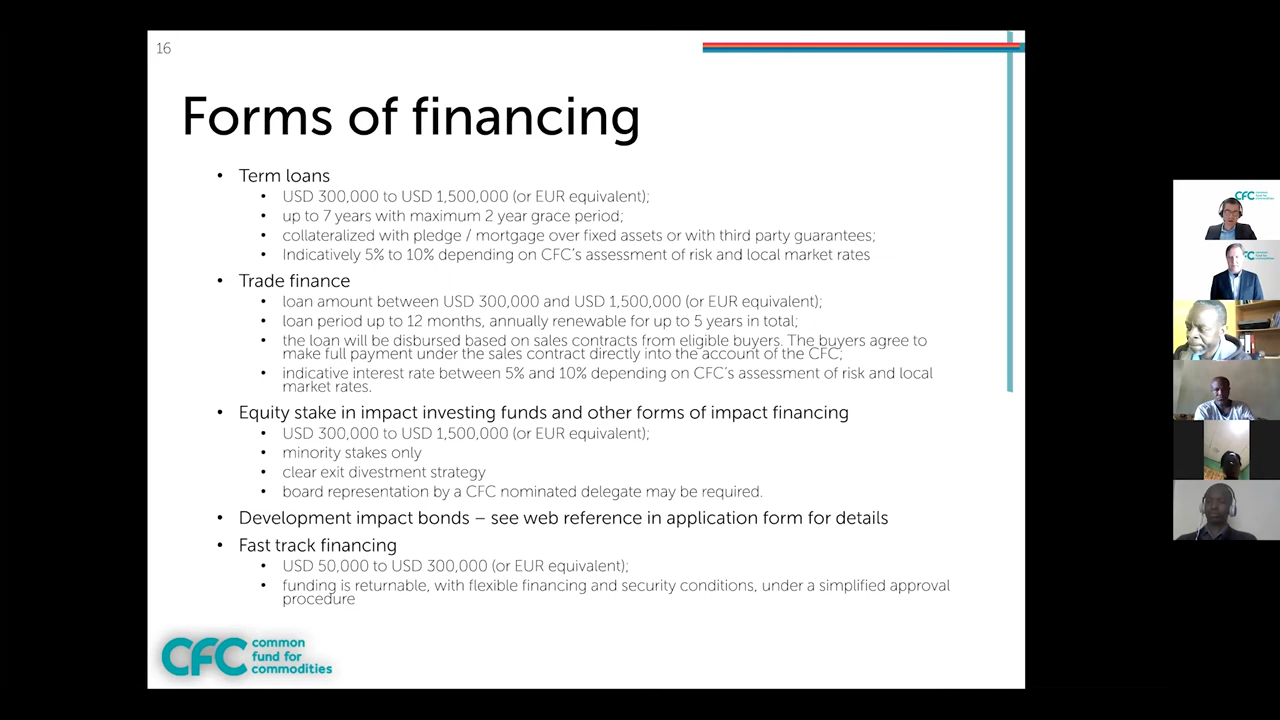 16
Forms of financing
• Term loans
• USD 300,000 to USD 1,500,000 (or EUR equivalent);
• up to 7 years with maximum 2 year grace period;
• collateralized with pledge / mortgage over fixed assets or with third party guarantees;
• Indicatively 5% to 10% depending on CFC's assessment of risk and local market rates
• Trade finance
• loan amount between USD 300,000 and USD 1,500,000 (or EUR equivalent);
• loan period up to 12 months, annually renewable for up to 5 years in total;
• the loan will be disbursed based on sales contracts from eligible buyers. The buyers agree to
make full payment under the sales contract directly into the account of the CFC;
• indicative interest rate between 5% and 10% depending on CFC's assessment of risk and local
market rates.
• Equity stake in impact investing funds and other forms of impact financing
• USD 300,000 to USD 1,500,000 (or EUR equivalent);
• minority stakes only
• clear exit divestment strategy
• board representation by a CFC nominated delegate may be required.
• Development impact bonds – see web reference in application form for details
• Fast track financing
• USD 50,000 to USD 300,000 (or EUR equivalent);
• funding is returnable, with flexible financing and security conditions, under a simplified approval
procedure
CFC common
fund for
commodities
CFC common
fund for
commodities